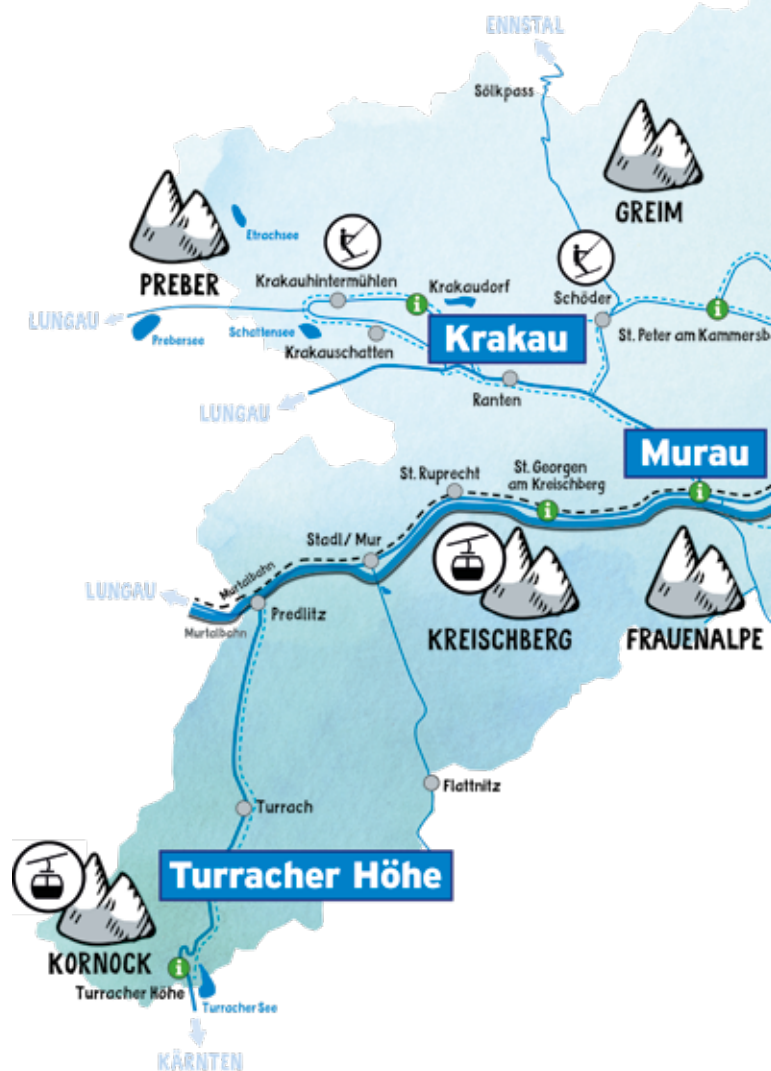 ENNSTAL
Sölkpass
GREIM
Etrachsee
PREBER
Krakauhintermühlen
Krakaudorf
Schöder
LUNGAU
Prebersee
Schattensee
Krakau
St. Peter am Kammersb
Krakauschatten
Ranten
LUNGAU
Murau
St. Ruprecht
St. Georgen
am Kreischberg
Stadl / Mur
Murtalbahn
LUNGAU
Predlitz
Murtalbahn
KREISCHBERG
FRAUENALPE
Flattnitz
Turrach
Turracher Höhe
KORNOCK
Turracher Höhe
Turracher See
KÄRNTEN